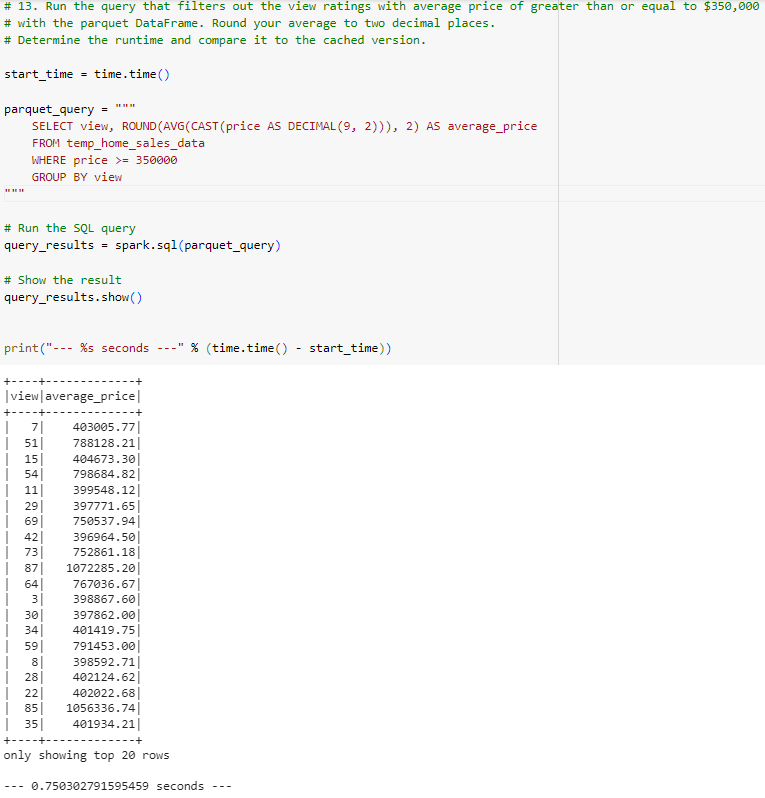 # 13. Run the query that filters out the view ratings with average price of greater than or equal to $350,000
# with the parquet DataFrame. Round your average to two decimal places.
# Determine the runtime and compare it to the cached version.
start_time = time.time()
parquet_query = """
SELECT view, ROUND(AVG(CAST(price AS DECIMAL(9, 2))), 2) AS average_price
FROM temp_home_sales_data
WHERE price >= 350000
GROUP BY view
"""
# Run the SQL query
query_results = spark.sql(parquet_query)
# Show the result
query_results.show()
print("--- %s seconds ---" % (time.time() - start_time))
+----+-------------+
|view|average_price|
+----+-------------+
|   7|    403005.77|
|  51|    788128.21|
|  15|    404673.30|
|  54|    798684.82|
|  11|    399548.12|
|  29|    397771.65|
|  69|    750537.94|
|  42|    396964.50|
|  73|    752861.18|
|  87|   1072285.20|
|  64|    767036.67|
|   3|    398867.60|
|  30|    397862.00|
|  34|    401419.75|
|  59|    791453.00|
|   8|    398592.71|
|  28|    402124.62|
|  22|    402022.68|
|  85|   1056336.74|
|  35|    401934.21|
+----+-------------+
only showing top 20 rows
--- 0.750302791595459 seconds ---